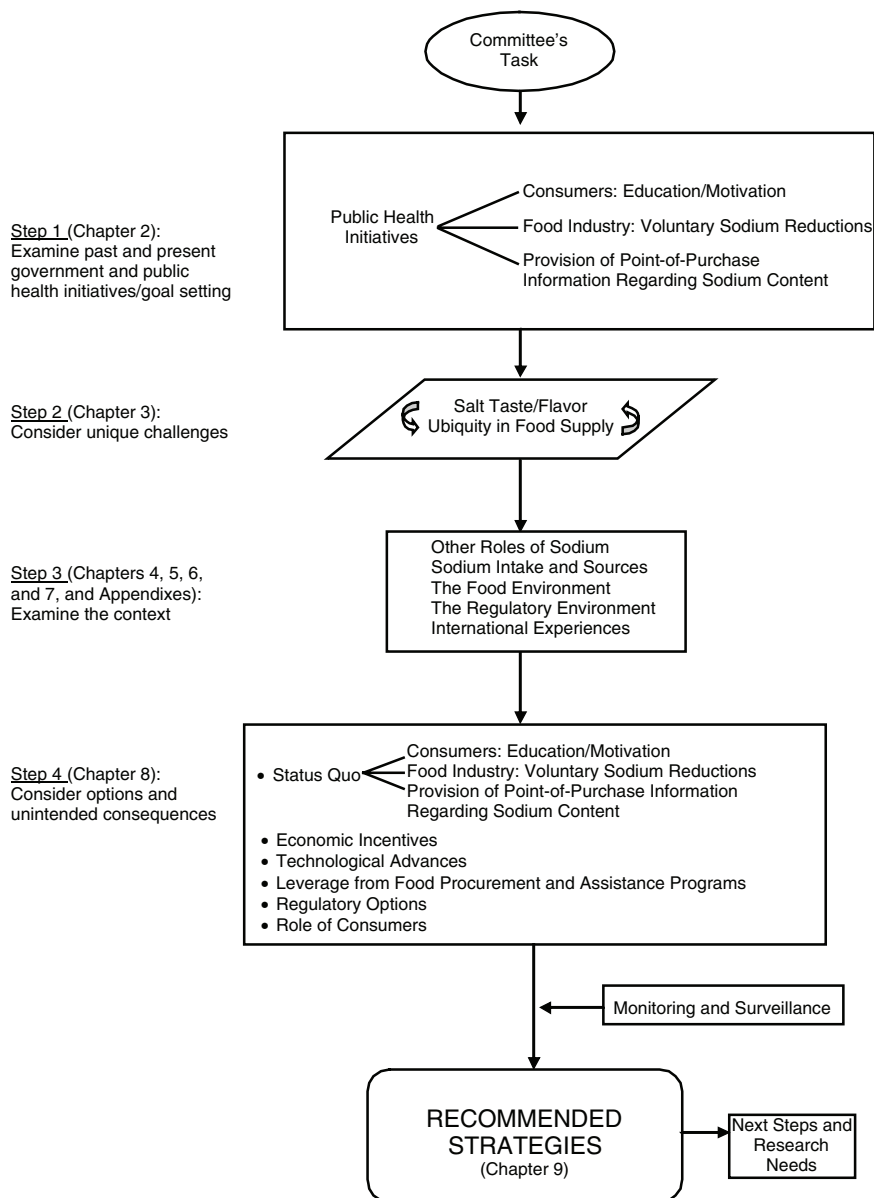 Committee's
Task
Step 1 (Chapter 2):
Examine past and present
government and public
health initiatives/goal setting
Public Health
Initiatives
Consumers: Education/Motivation
Food Industry: Voluntary Sodium Reductions
Provision of Point-of-Purchase
Information Regarding Sodium Content
Step 2 (Chapter 3):
Consider unique challenges
Salt Taste/Flavor
Ubiquity in Food Supply
Step 3 (Chapters 4, 5, 6,
and 7, and Appendixes):
Examine the context
Other Roles of Sodium
Sodium Intake and Sources
The Food Environment
The Regulatory Environment
International Experiences
Step 4 (Chapter 8):
Consider options and
unintended consequences
• Status Quo
Consumers: Education/Motivation
Food Industry: Voluntary Sodium Reductions
Provision of Point-of-Purchase Information
Regarding Sodium Content
• Economic Incentives
• Technological Advances
• Leverage from Food Procurement and Assistance Programs
• Regulatory Options
• Role of Consumers
Monitoring and Surveillance
RECOMMENDED
STRATEGIES
(Chapter 9)
Next Steps and
Research
Needs